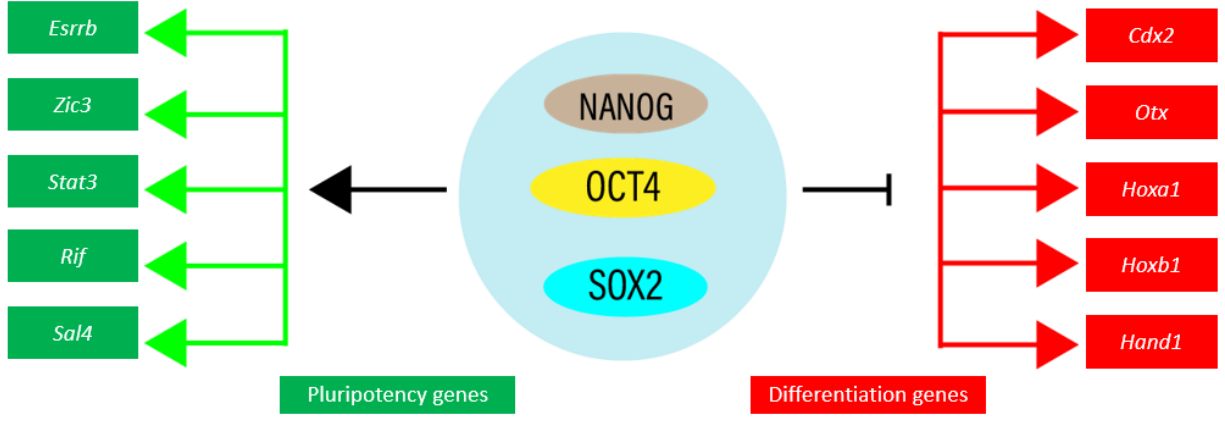 Esrrb
Zic3
Stat3
Rif
Sal4
NANOG
OCT4
SOX2
Cdx2
Otx
Hoxa1
Hoxb1
Hand1
Pluripotency genes
Differentiation genes